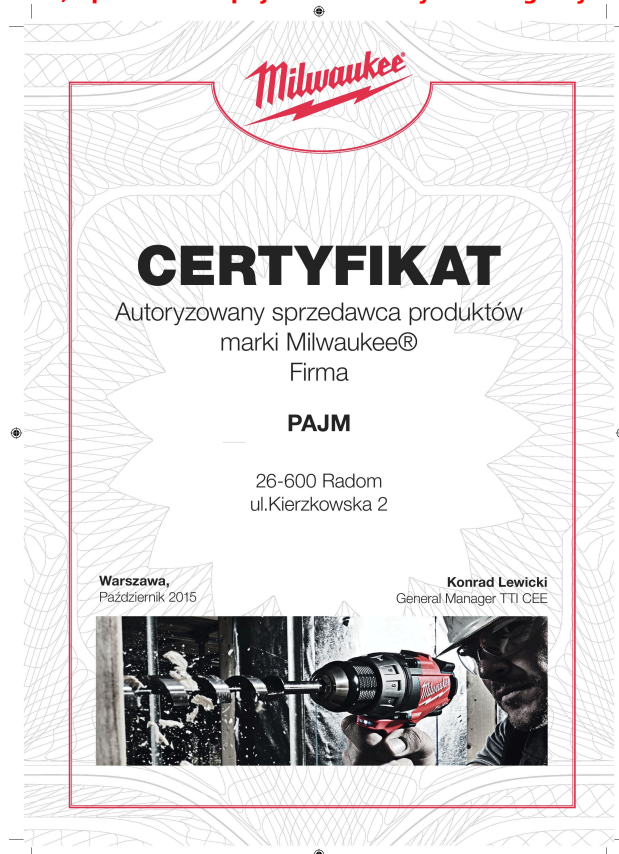 Milwaukee®
CERTYFIKAT
Autoryzowany sprzedawca produktów
marki Milwaukee®
Firma
PAJM
26-600 Radom
ul.Kierzkowska 2
Warszawa,
Październik 2015
Konrad Lewicki
General Manager TTI CEE
Milwaukee